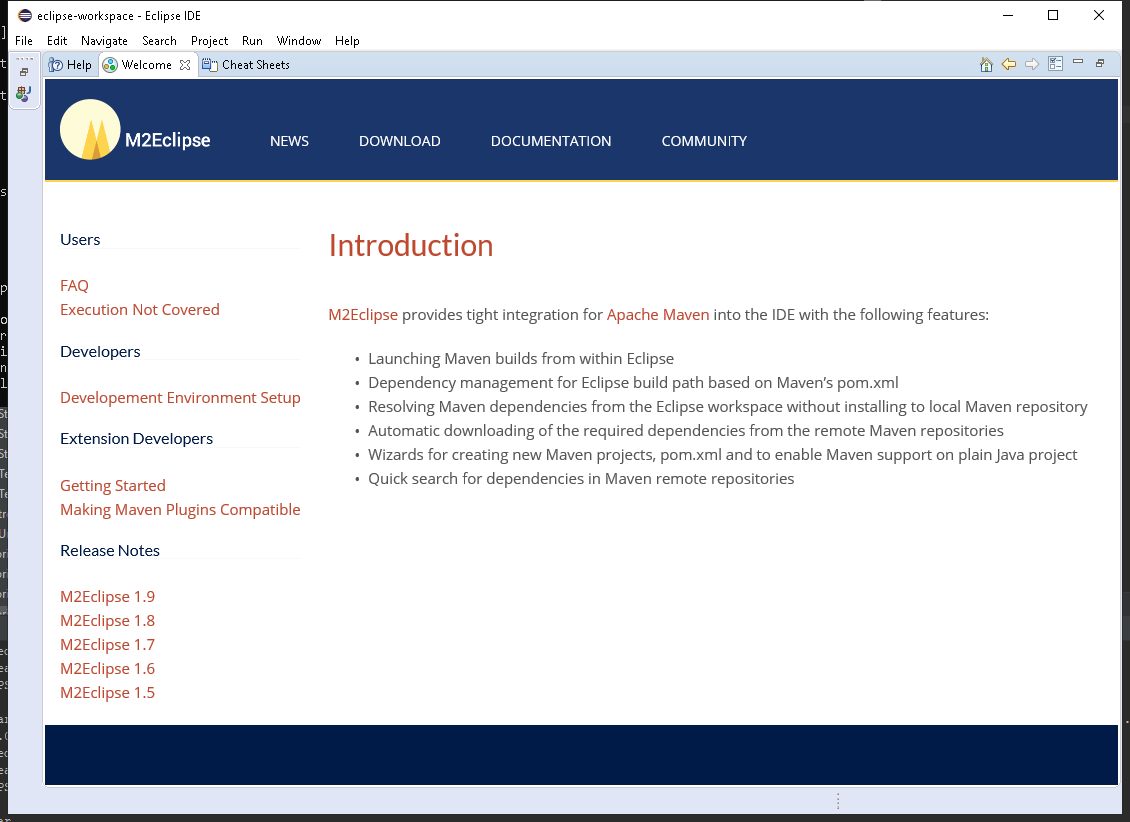 eclipse-workspace - Eclipse IDE
File Edit Navigate Search Project Run Window Help
Help Welcome Cheat Sheets
M2Eclipse NEWS DOWNLOAD DOCUMENTATION COMMUNITY
Users
FAQ
Execution Not Covered
Developers
Developement Environment Setup
Extension Developers
Getting Started
Making Maven Plugins Compatible
Release Notes
M2Eclipse 1.9
M2Eclipse 1.8
M2Eclipse 1.7
M2Eclipse 1.6
M2Eclipse 1.5
Introduction
M2Eclipse provides tight integration for Apache Maven into the IDE with the following features:
• Launching Maven builds from within Eclipse
• Dependency management for Eclipse build path based on Maven’s pom.xml
• Resolving Maven dependencies from the Eclipse workspace without installing to local Maven repository
• Automatic downloading of the required dependencies from the remote Maven repositories
• Wizards for creating new Maven projects, pom.xml and to enable Maven support on plain Java project
• Quick search for dependencies in Maven remote repositories